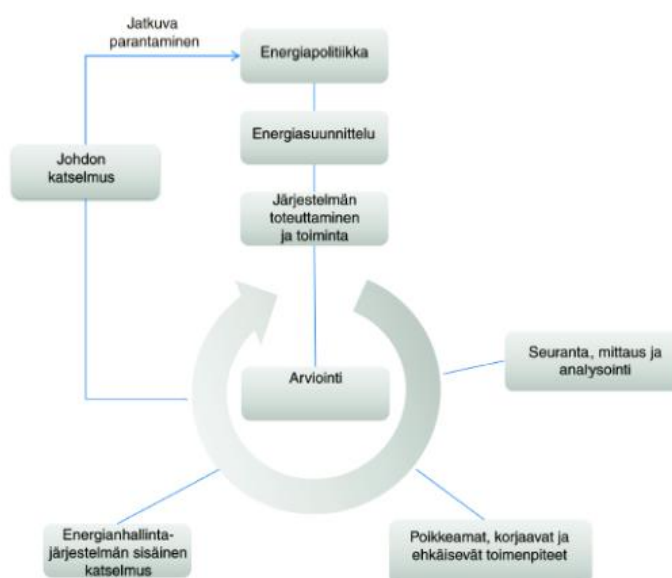 Jatkuva
parantaminen
Energiapolitiikka
Energiasuunnittelu
Johdon
katselmus
Järjestelmän
toteuttaminen
ja toiminta
Arviointi
Seuranta, mittaus ja
analysointi
Energianhallinta-
järjestelmän sisäinen
katselmus
Poikkeamat, korjaavat ja
ehkäisevät toimenpiteet